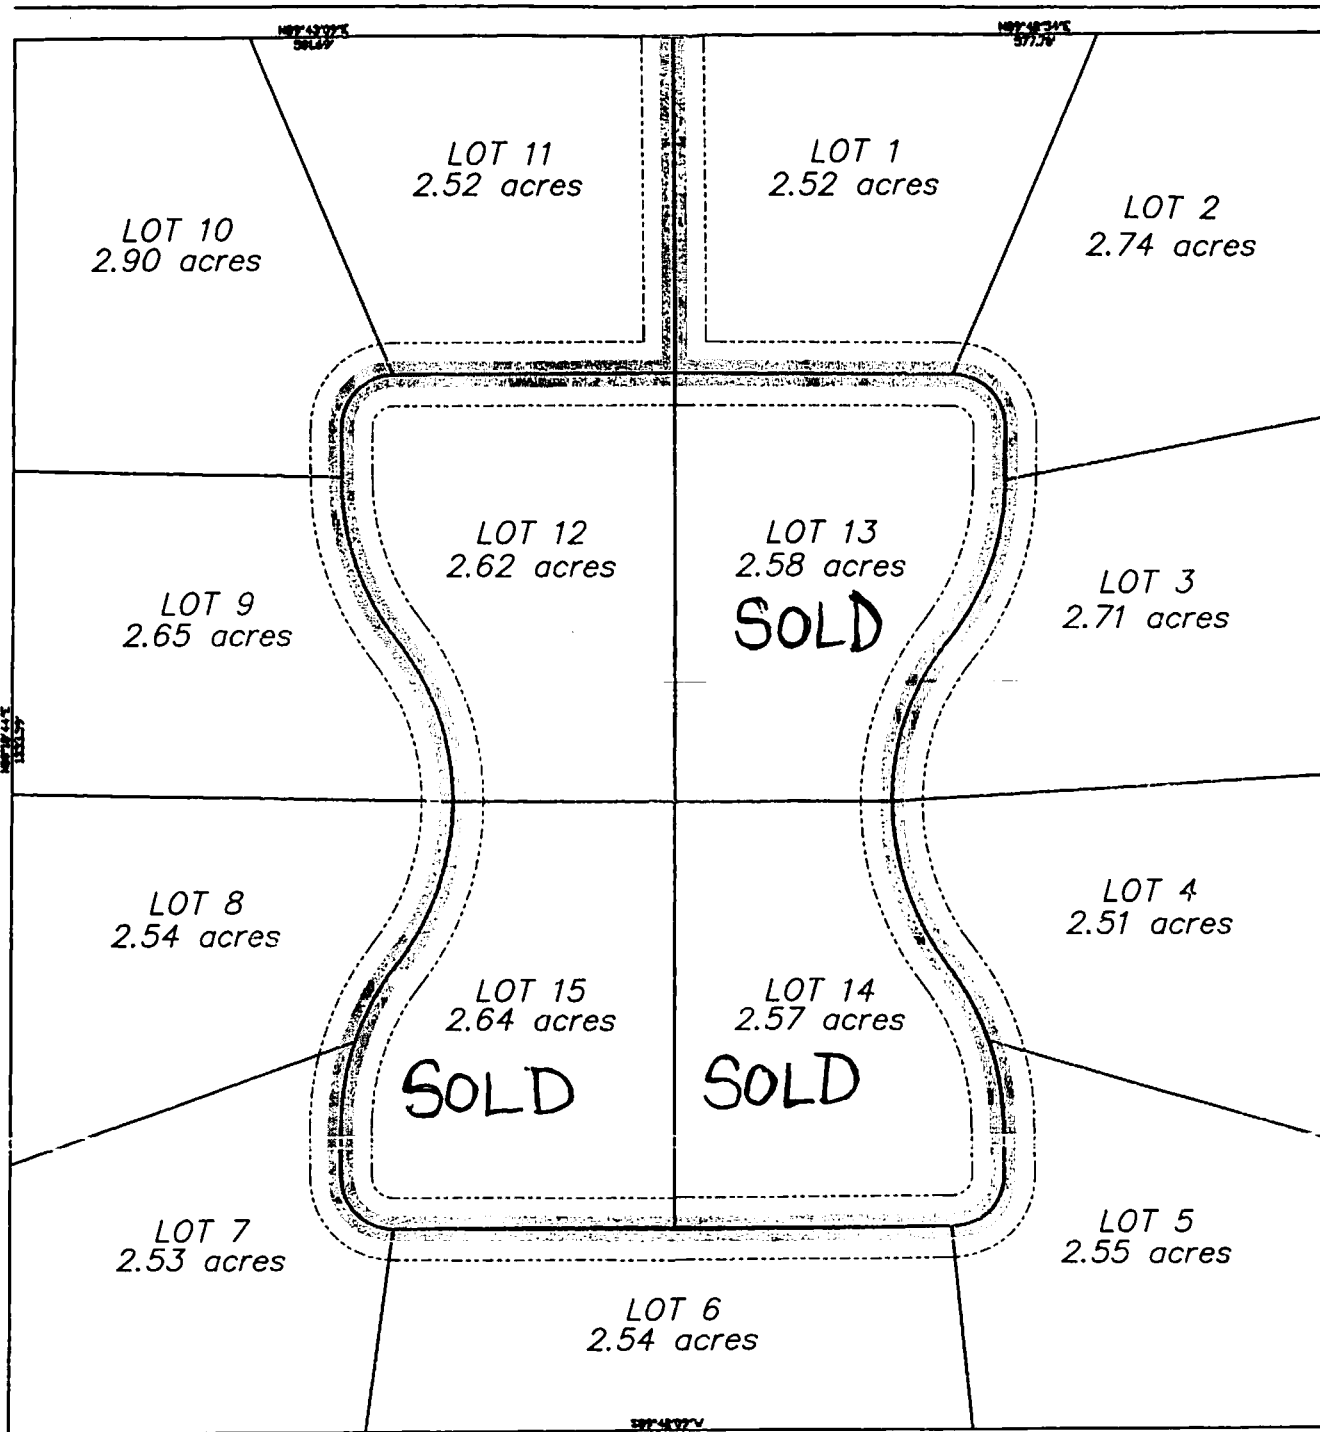 LOT 11
2.52 acres
LOT 1
2.52 acres
LOT 2
2.74 acres
LOT 10
2.90 acres
LOT 12
2.62 acres
LOT 13
2.58 acres
SOLD
LOT 3
2.71 acres
LOT 9
2.65 acres
LOT 8
2.54 acres
LOT 4
2.51 acres
LOT 15
2.64 acres
SOLD
LOT 14
2.57 acres
SOLD
LOT 7
2.53 acres
LOT 5
2.55 acres
LOT 6
2.54 acres